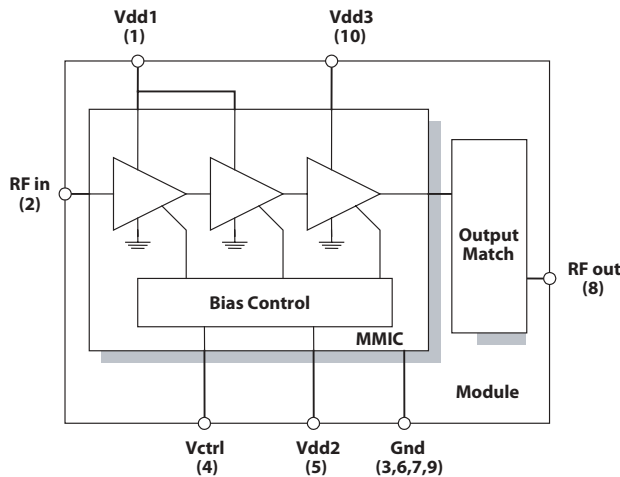 Vdd1
(1)
Vdd3
(10)
RF in
(2)
Output
Match
RF out
(8)
Bias Control
MMIC
Module
Vctrl
(4)
Vdd2
(5)
Gnd
(3,6,7,9)